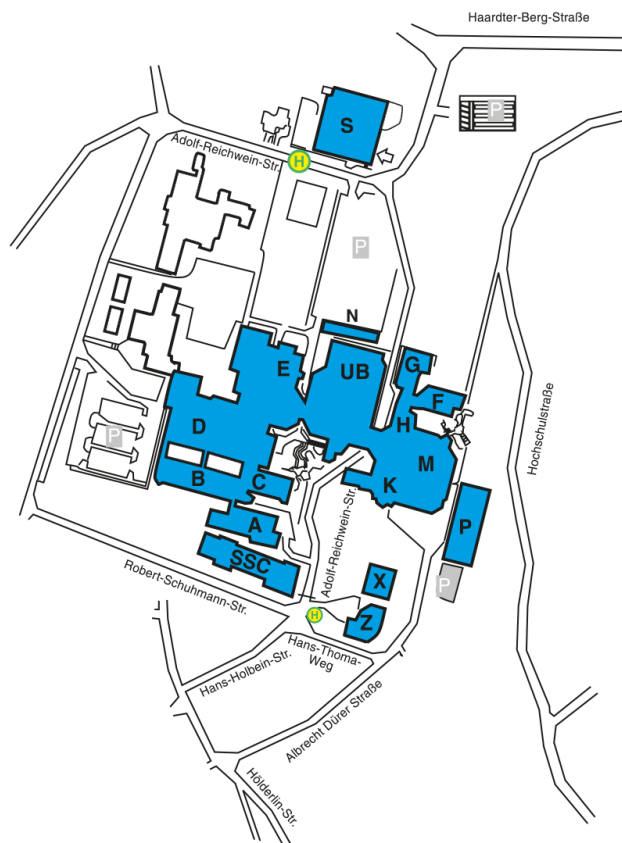 Haardter-Berg-Straße
P
S
Adolf-Reichwein-Str.
H
P
N
E
UB
G
F
H
D
M
Hochschulstraße
P
B
C
K
A
P
SSC
Adolf-Reichwein-Str.
X
P
Robert-Schuhmann-Str.
H
Z
Hans-Thoma-
Weg
Hans-Holbein-Str.
Albrecht Dürer Straße
Hölderlin-Str.